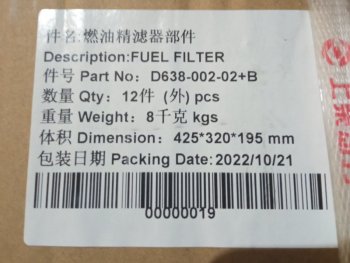 件名:燃油精滤器部件
Description:FUEL FILTER
件号 Part No: D638-002-02+B
数量 Qty: 12件 (外) pcs
重量 Weight: 8千克 kgs
体积 Dimension: 425*320*195 mm
包装日期 Packing Date: 2022/10/21
00000019